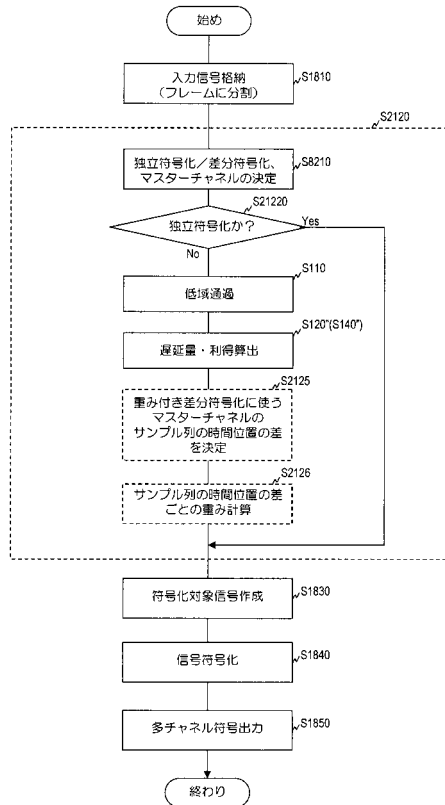 始め
入力信号格納
(フレームに分割)
S1810
S2120
独立符号化/差分符号化、
マスターチャネルの決定
S8210
S21220
独立符号化か?
Yes
No
S110
低域通過
S120"(S140")
遅延量・利得算出
S2125
重み付き差分符号化に使う
マスターチャネルの
サンプル列の時間位置の差
を決定
S2126
サンプル列の時間位置の差
ごとの重み計算
符号化対象信号作成
S1830
信号符号化
S1840
多チャネル符号出力
S1850
終わり